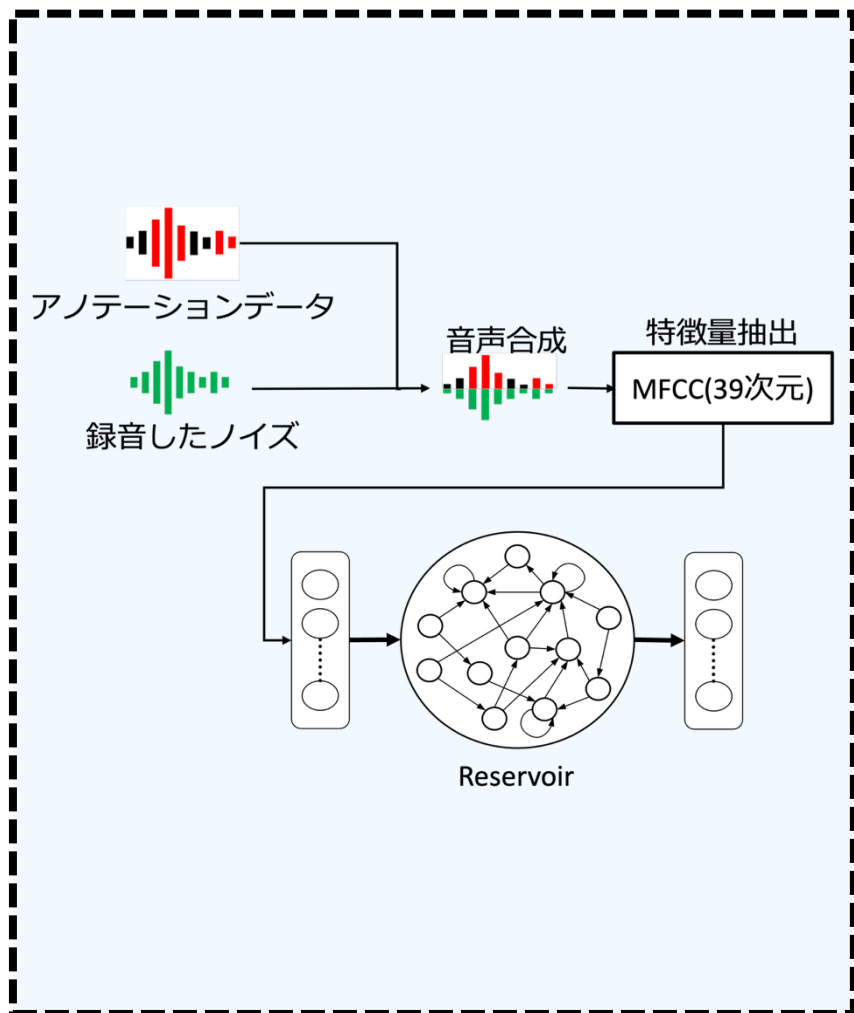 アノテーションデータ
録音したノイズ
音声合成
特徴量抽出
MFCC(39次元)
Reservoir